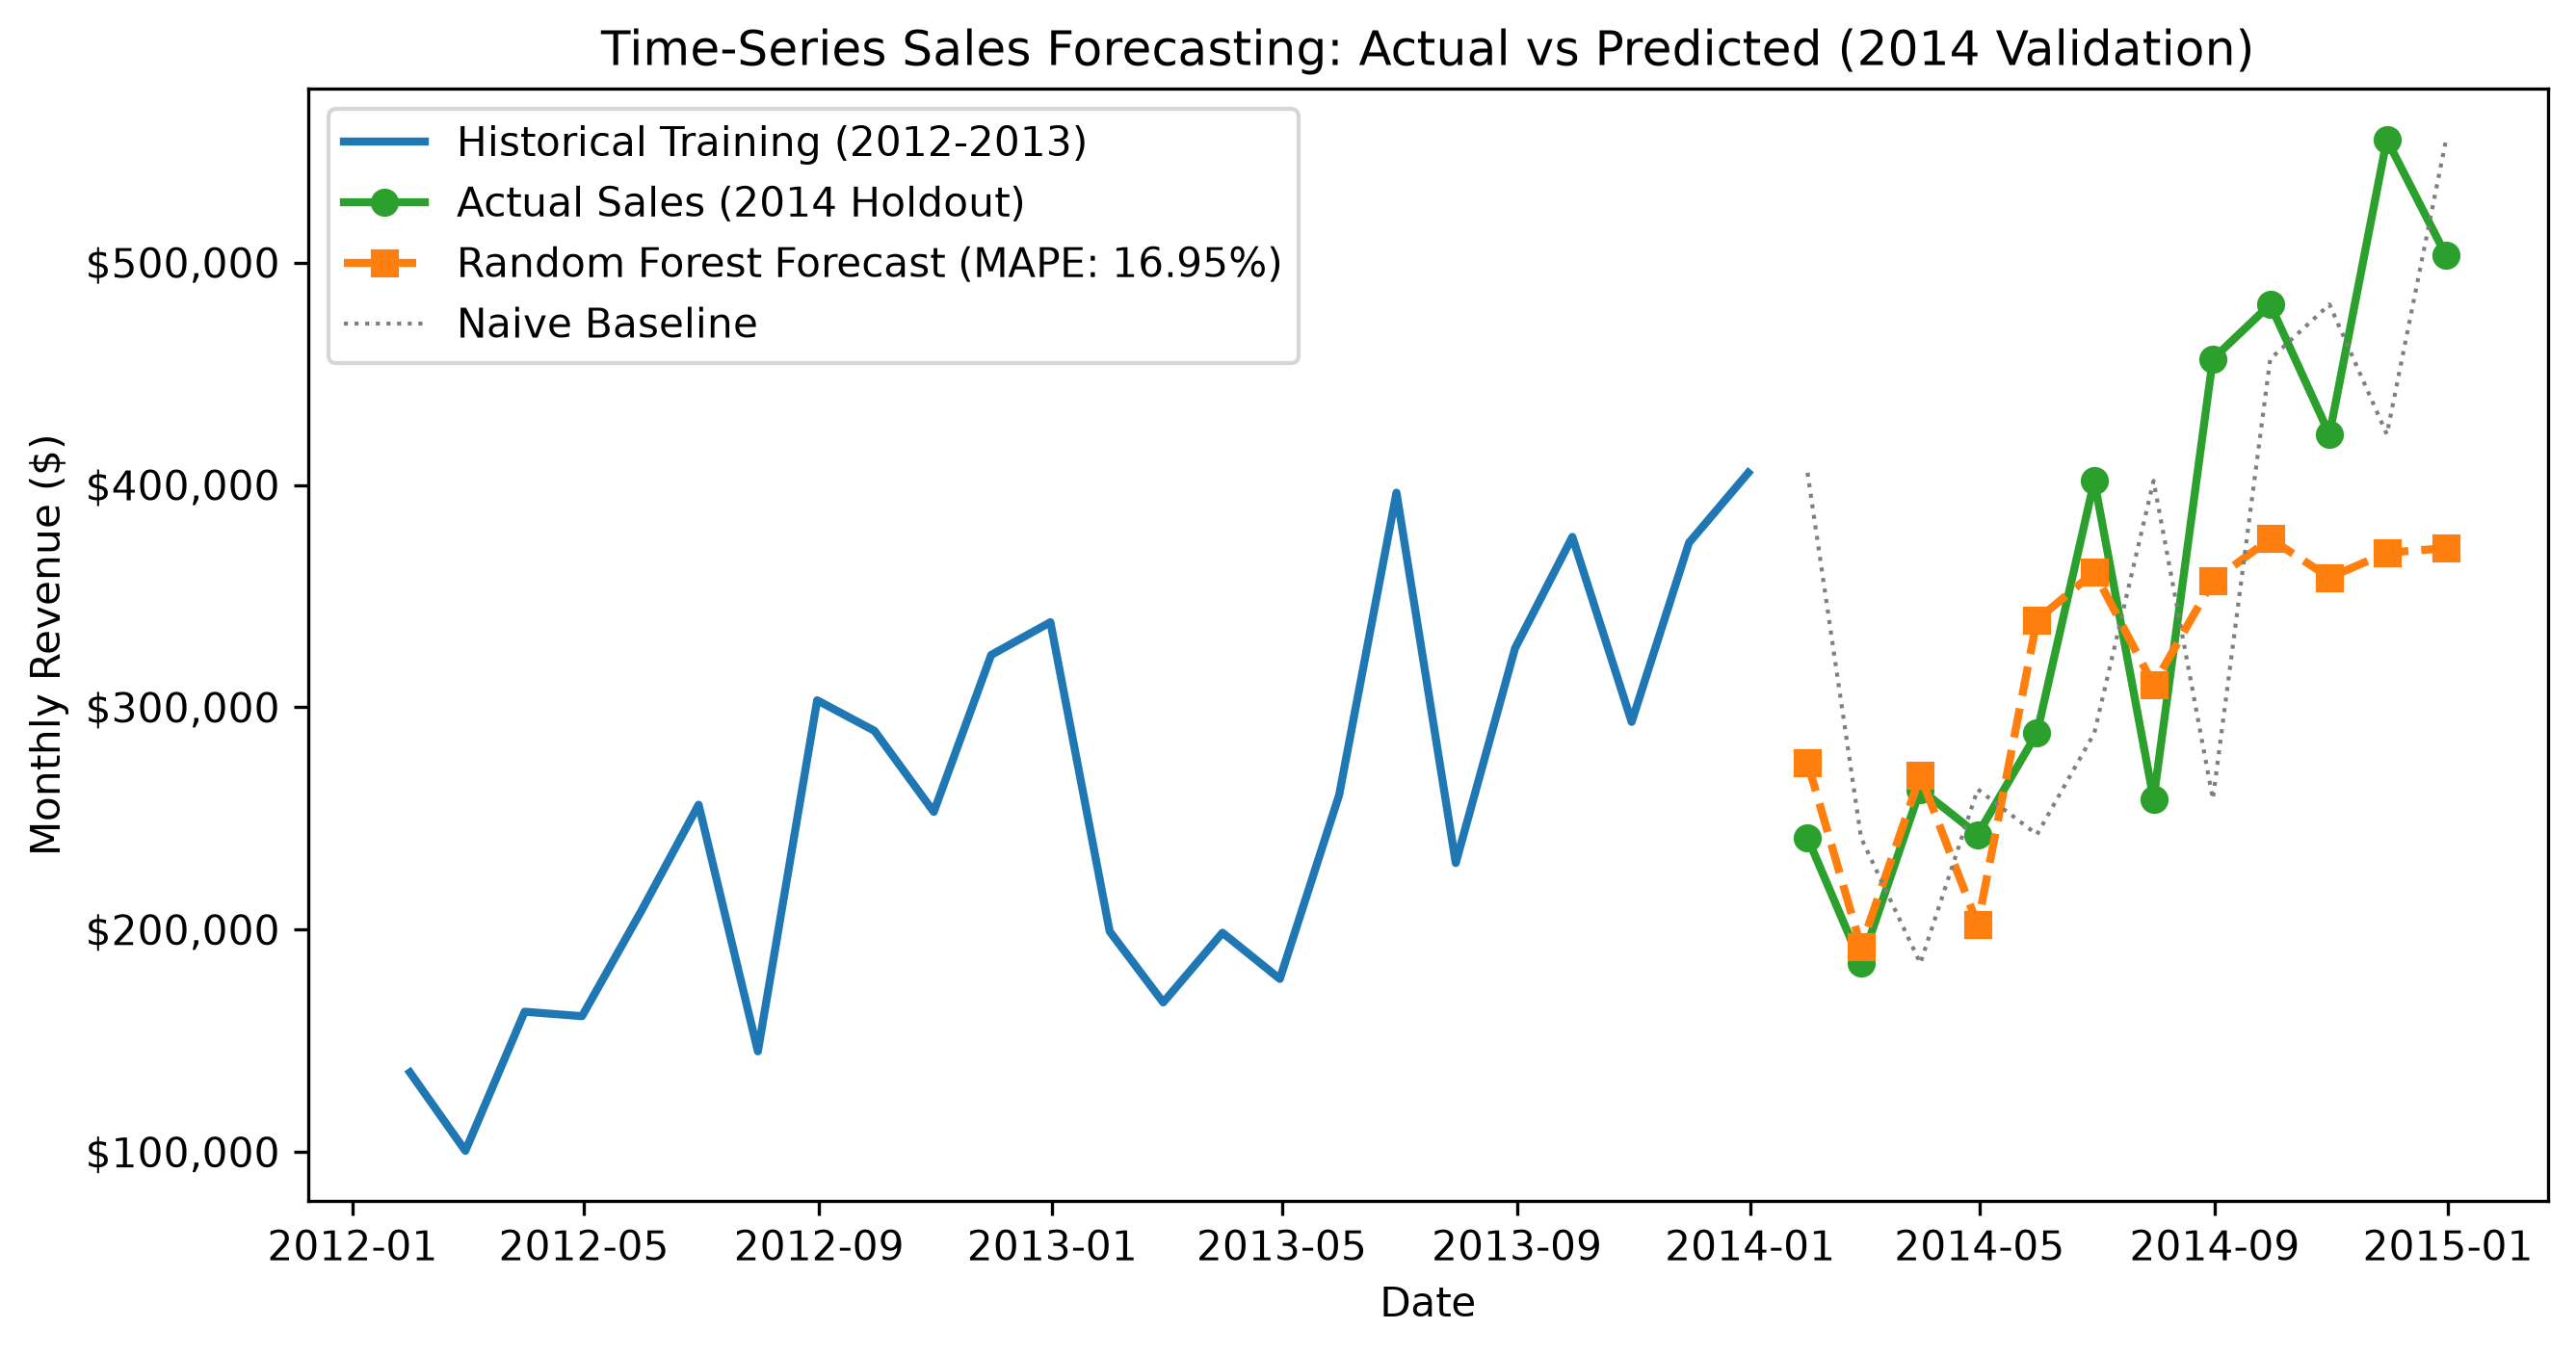 Time-Series Sales Forecasting: Actual vs Predicted (2014 Validation)
Historical Training (2012-2013)
Actual Sales (2014 Holdout)
Random Forest Forecast (MAPE: 16.95%)
Naive Baseline
Monthly Revenue ($)
$500,000
$400,000
$300,000
$200,000
$100,000
2012-01 2012-05 2012-09 2013-01 2013-05 2013-09 2014-01 2014-05 2014-09 2015-01
Date